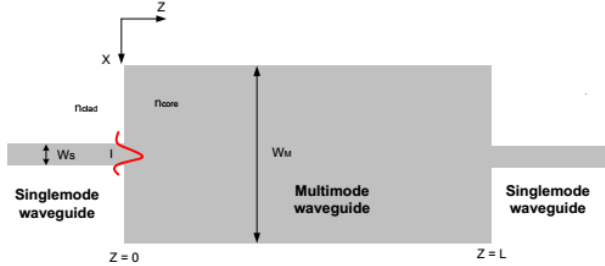 Z
X
nclad
ncore
Ws
I
WM
Singlemode
waveguide
Multimode
waveguide
Singlemode
waveguide
Z = 0
Z = L